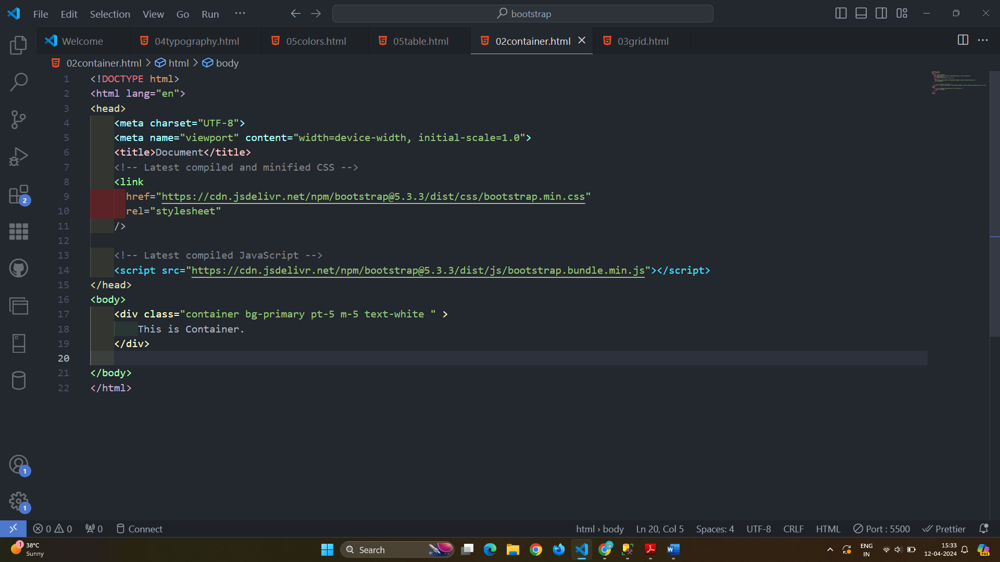 File Edit Selection View Go Run ··· bootstrap
Welcome 04typography.html 05colors.html 05table.html 02container.html 03grid.html
02container.html > html > body
1 <!DOCTYPE html>
2 <html lang="en">
3 <head>
4 <meta charset="UTF-8">
5 <meta name="viewport" content="width=device-width, initial-scale=1.0">
6 <title>Document</title>
7 <!-- Latest compiled and minified CSS -->
8 <link
9 href="https://cdn.jsdelivr.net/npm/bootstrap@5.3.3/dist/css/bootstrap.min.css"
10 rel="stylesheet"
11 />
12
13 <!-- Latest compiled JavaScript -->
14 <script src="https://cdn.jsdelivr.net/npm/bootstrap@5.3.3/dist/js/bootstrap.bundle.min.js"></script>
15 </head>
16 <body>
17 <div class="container bg-primary pt-5 m-5 text-white " >
18 This is Container.
19 </div>
20
21 </body>
22 </html>
2
1
1
0 0 0 Connect html › body Ln 20, Col 5 Spaces: 4 UTF-8 CRLF HTML Port : 5500 Prettier
1 38°C
Sunny
Search
3
W
ENG
IN
15:33
12-04-2024
PRE